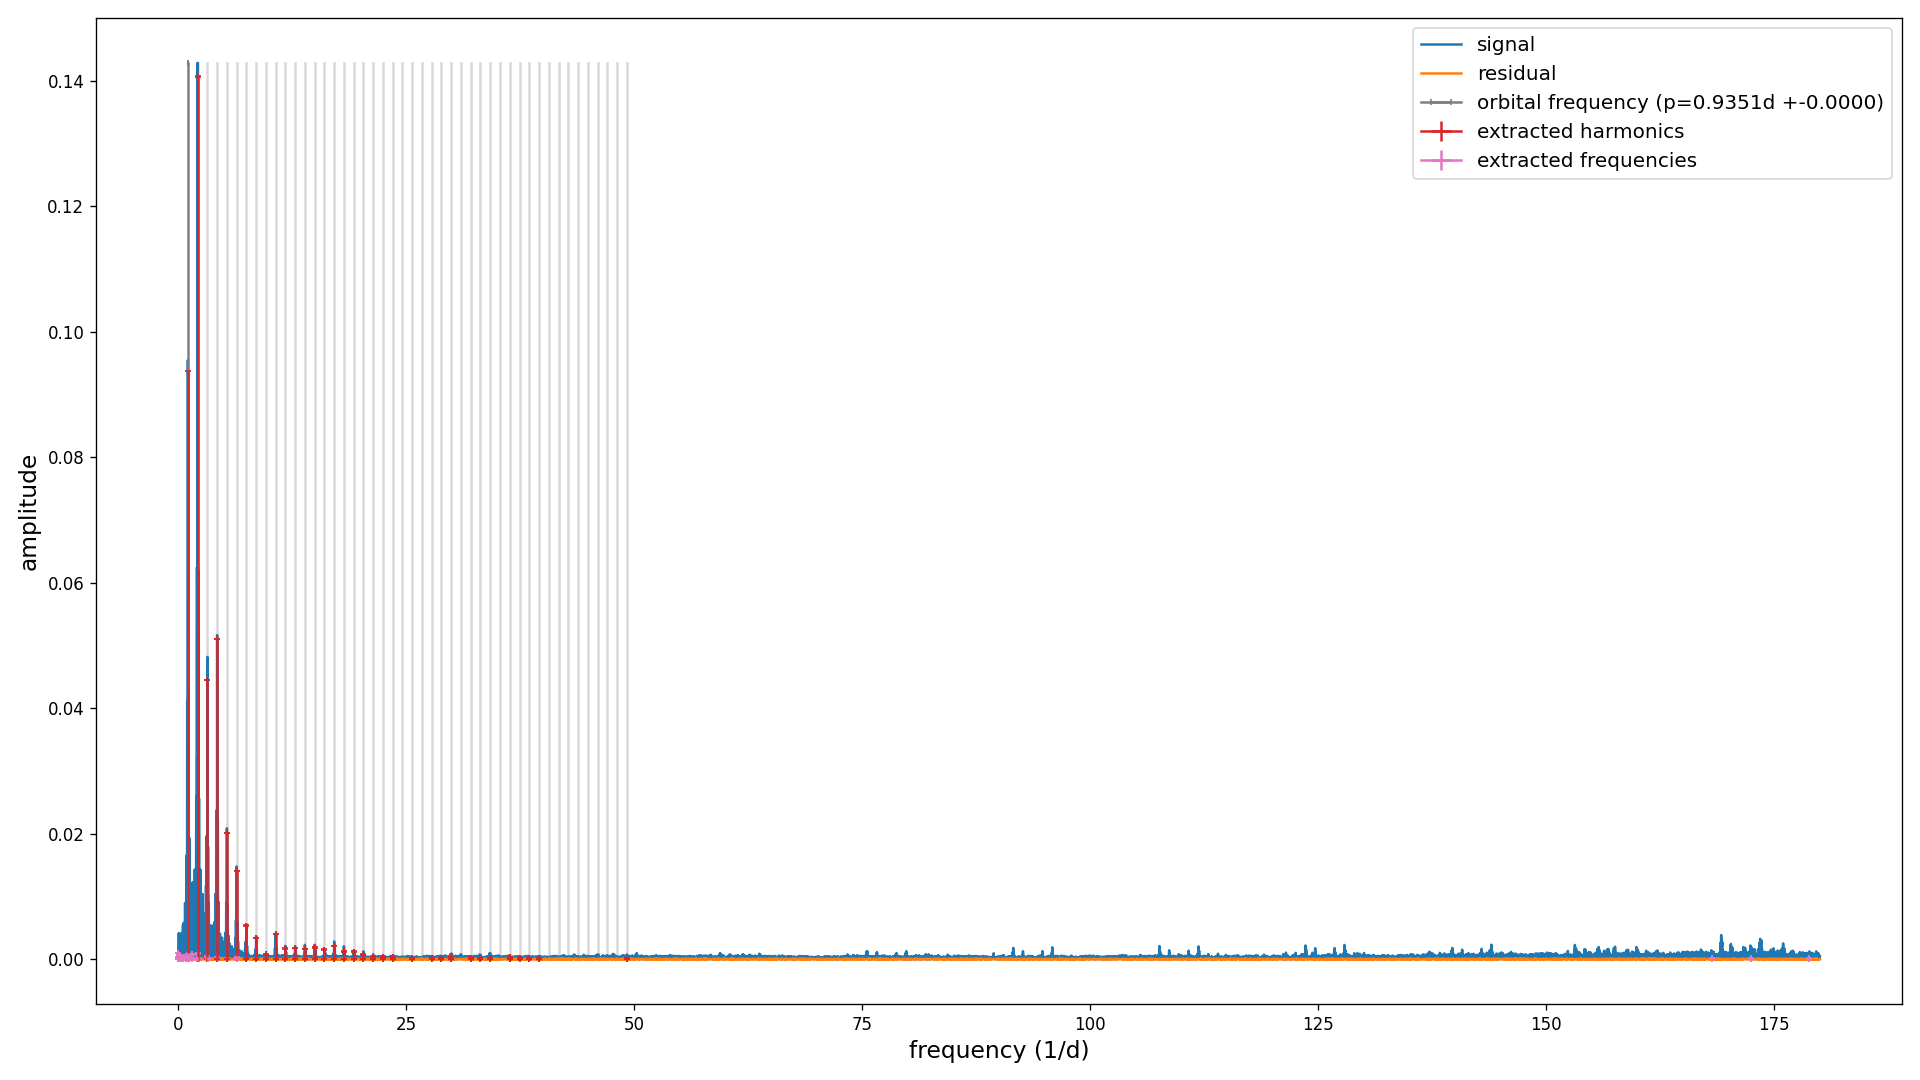 signal
residual
orbital frequency (p=0.9351d +-0.0000)
extracted harmonics
extracted frequencies
amplitude
0.14
0.12
0.10
0.08
0.06
0.04
0.02
0.00
0 25 50 75 100 125 150 175
frequency (1/d)